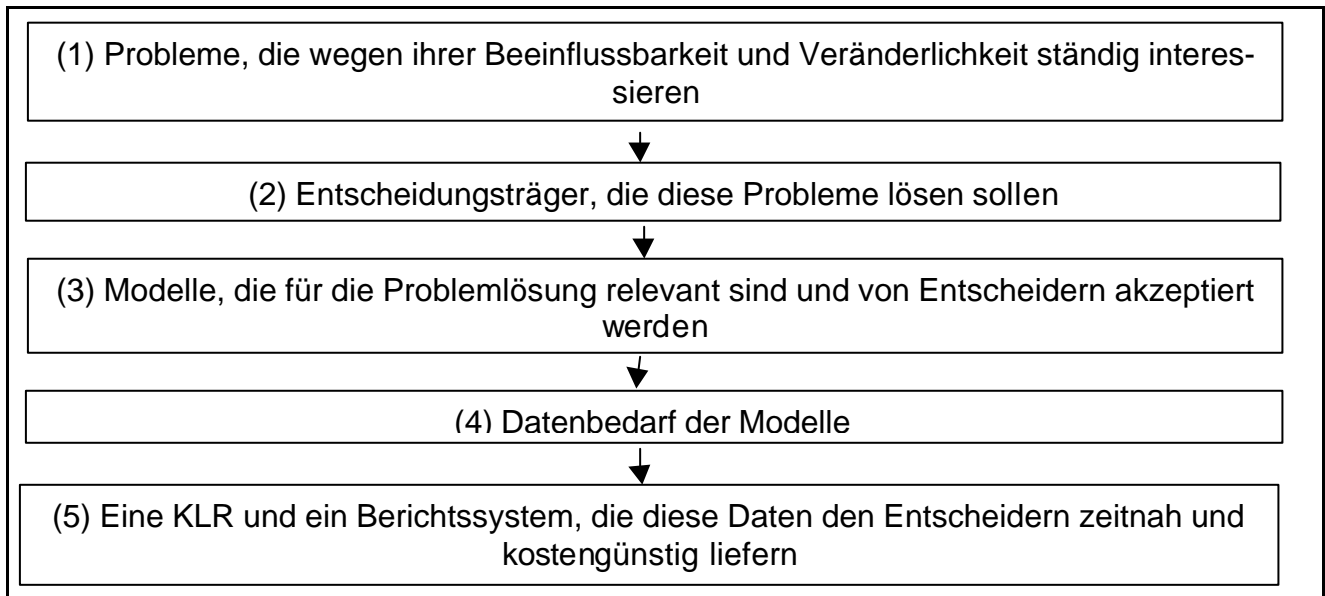 (1) Probleme, die wegen ihrer Beeinflussbarkeit und Veränderlichkeit ständig interes-
sieren
(2) Entscheidungsträger, die diese Probleme lösen sollen
(3) Modelle, die für die Problemlösung relevant sind und von Entscheidern akzeptiert
werden
(4) Datenbedarf der Modelle
(5) Eine KLR und ein Berichtssystem, die diese Daten den Entscheidern zeitnah und
kostengünstig liefern